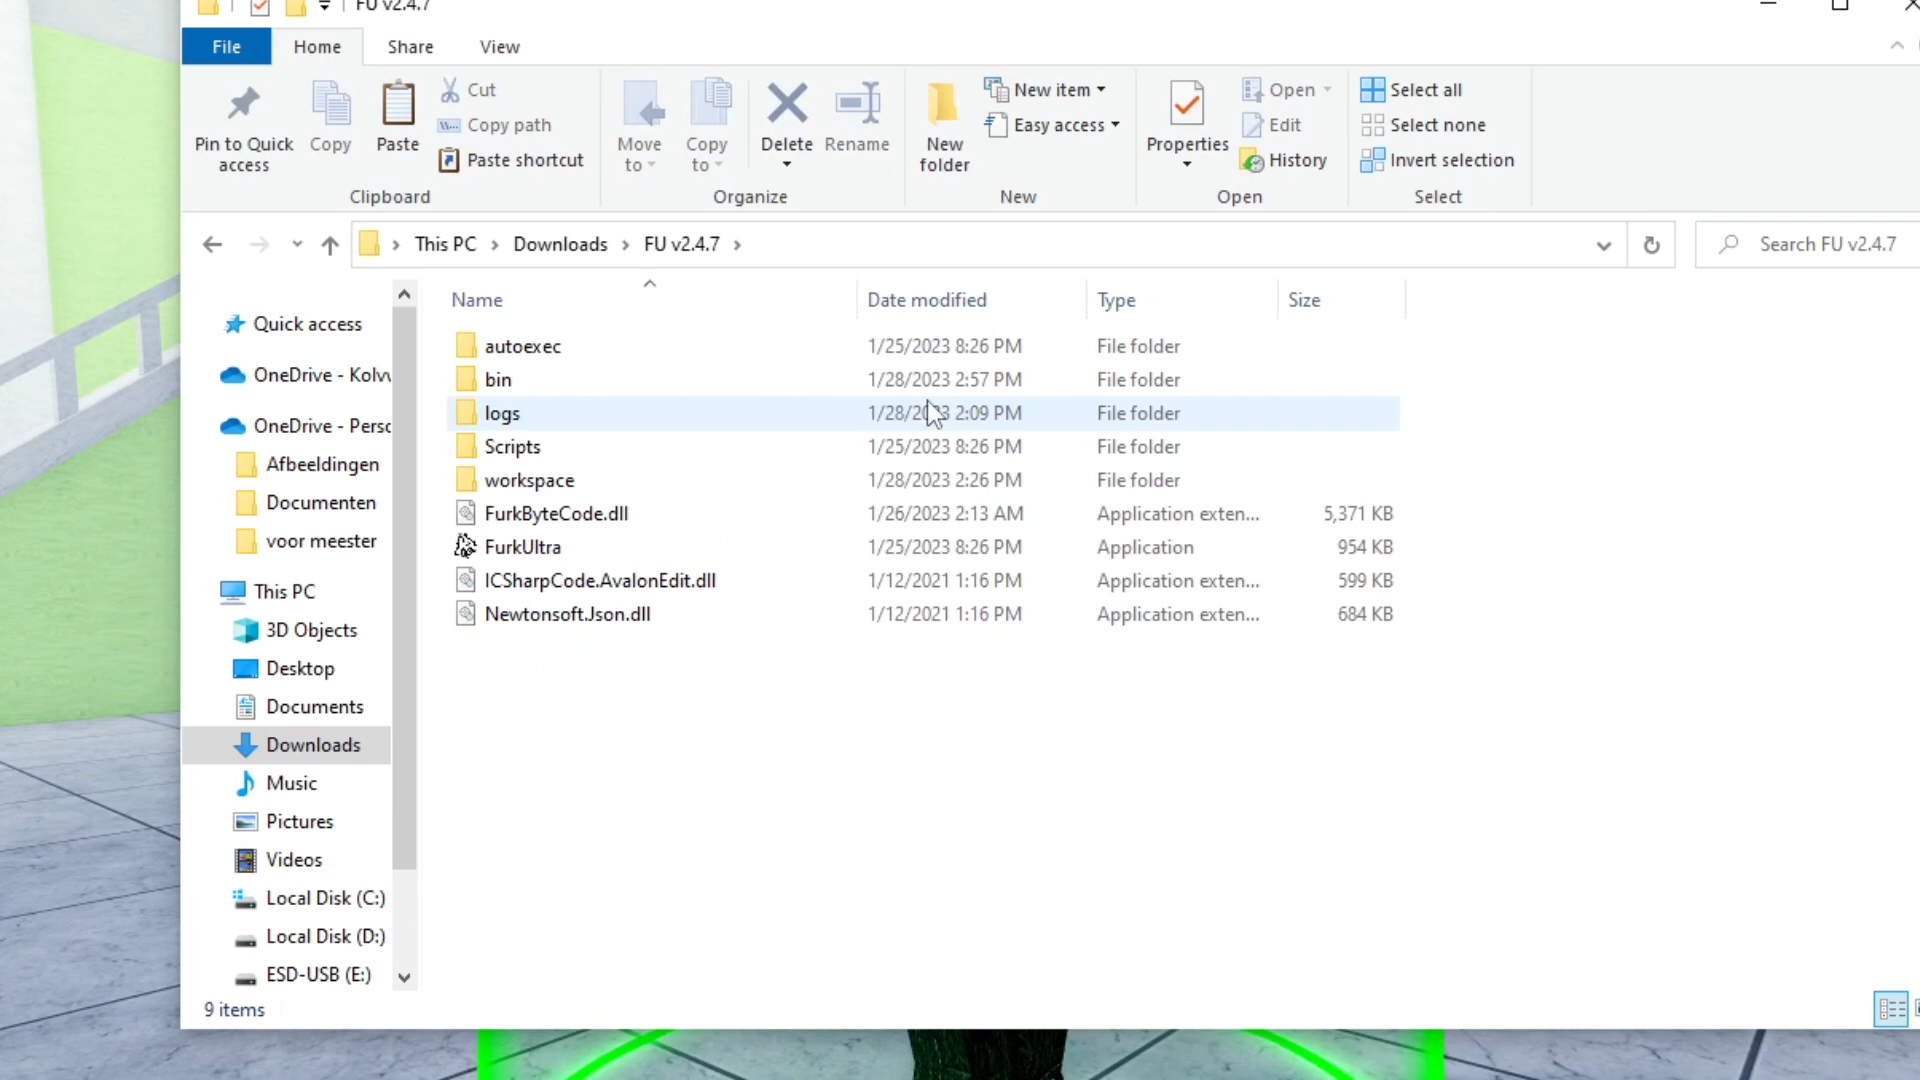 FU v2.4.7
File Home Share View
Pin to Quick access
Copy
Paste
Cut
Copy path
Paste shortcut
Clipboard
Move to
Copy to
Delete
Rename
Organize
New folder
New item
Easy access
New
Properties
Open
Edit
History
Open
Select all
Select none
Invert selection
Select
This PC > Downloads > FU v2.4.7 >
Search FU v2.4.7
Quick access
OneDrive - Kolv
OneDrive - Persc
Afbeeldingen
Documenten
voor meester
This PC
3D Objects
Desktop
Documents
Downloads
Music
Pictures
Videos
Local Disk (C:)
Local Disk (D:)
ESD-USB (E:)
Name Date modified Type Size
autoexec 1/25/2023 8:26 PM File folder
bin 1/28/2023 2:57 PM File folder
logs 1/28/2023 2:09 PM File folder
Scripts 1/25/2023 8:26 PM File folder
workspace 1/28/2023 2:26 PM File folder
FurkByteCode.dll 1/26/2023 2:13 AM Application exten... 5,371 KB
FurkUltra 1/25/2023 8:26 PM Application 954 KB
ICSharpCode.AvalonEdit.dll 1/12/2021 1:16 PM Application exten... 599 KB
Newtonsoft.Json.dll 1/12/2021 1:16 PM Application exten... 684 KB
9 items